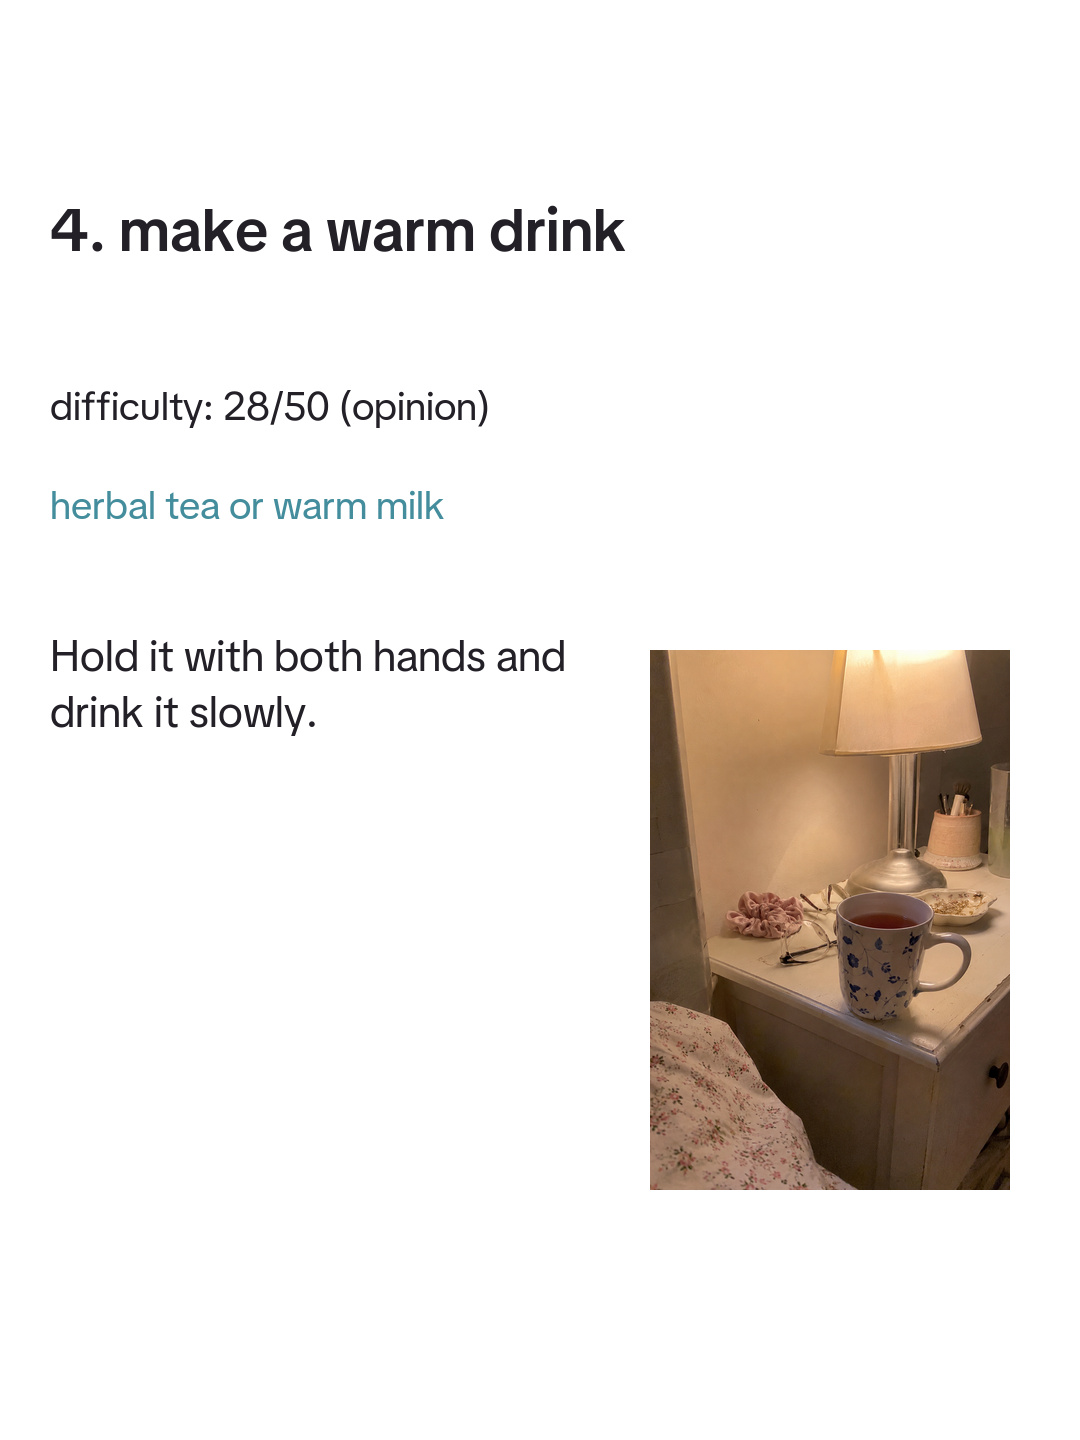 4. make a warm drink
difficulty: 28/50 (opinion)
herbal tea or warm milk
Hold it with both hands and
drink it slowly.